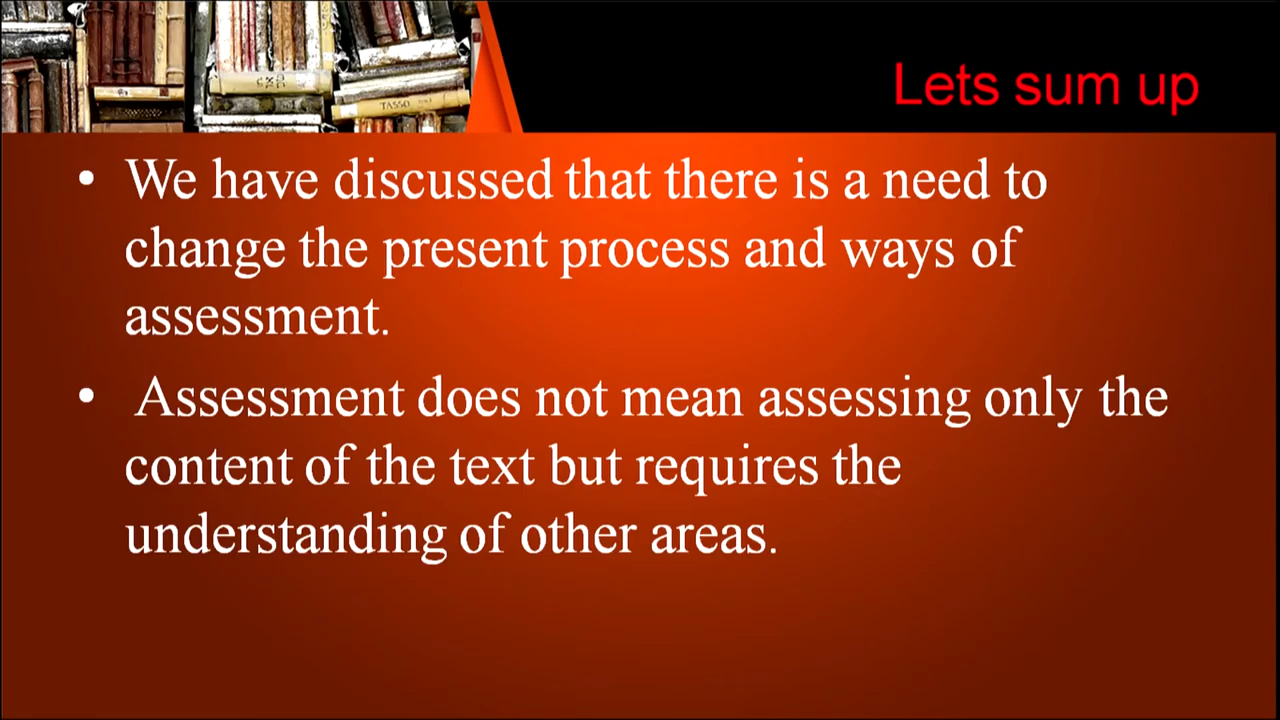 Lets sum up
TASSO
• We have discussed that there is a need to
change the present process and ways of
assessment.
• Assessment does not mean assessing only the
content of the text but requires the
understanding of other areas.